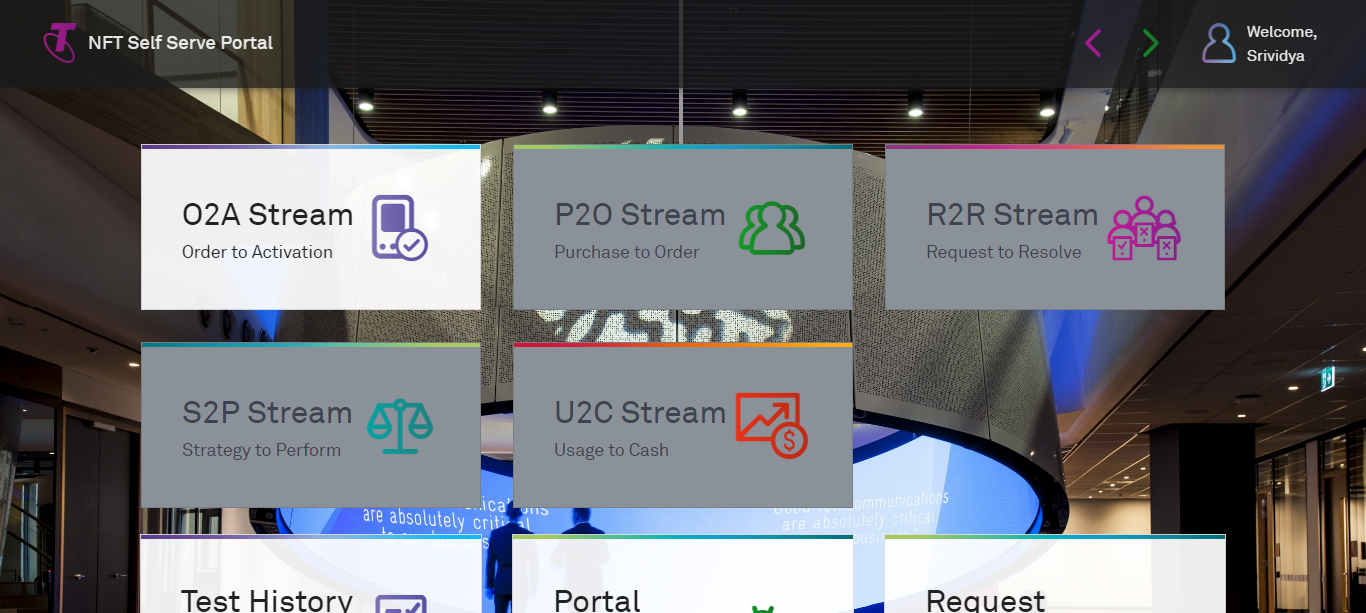 NFT Self Serve Portal
Welcome,
Srividya
O2A Stream
Order to Activation
P2O Stream
Purchase to Order
R2R Stream
Request to Resolve
S2P Stream
Strategy to Perform
U2C Stream
Usage to Cash
are absolutely critical
communications
are absolutely critical
Test History
Portal
Request